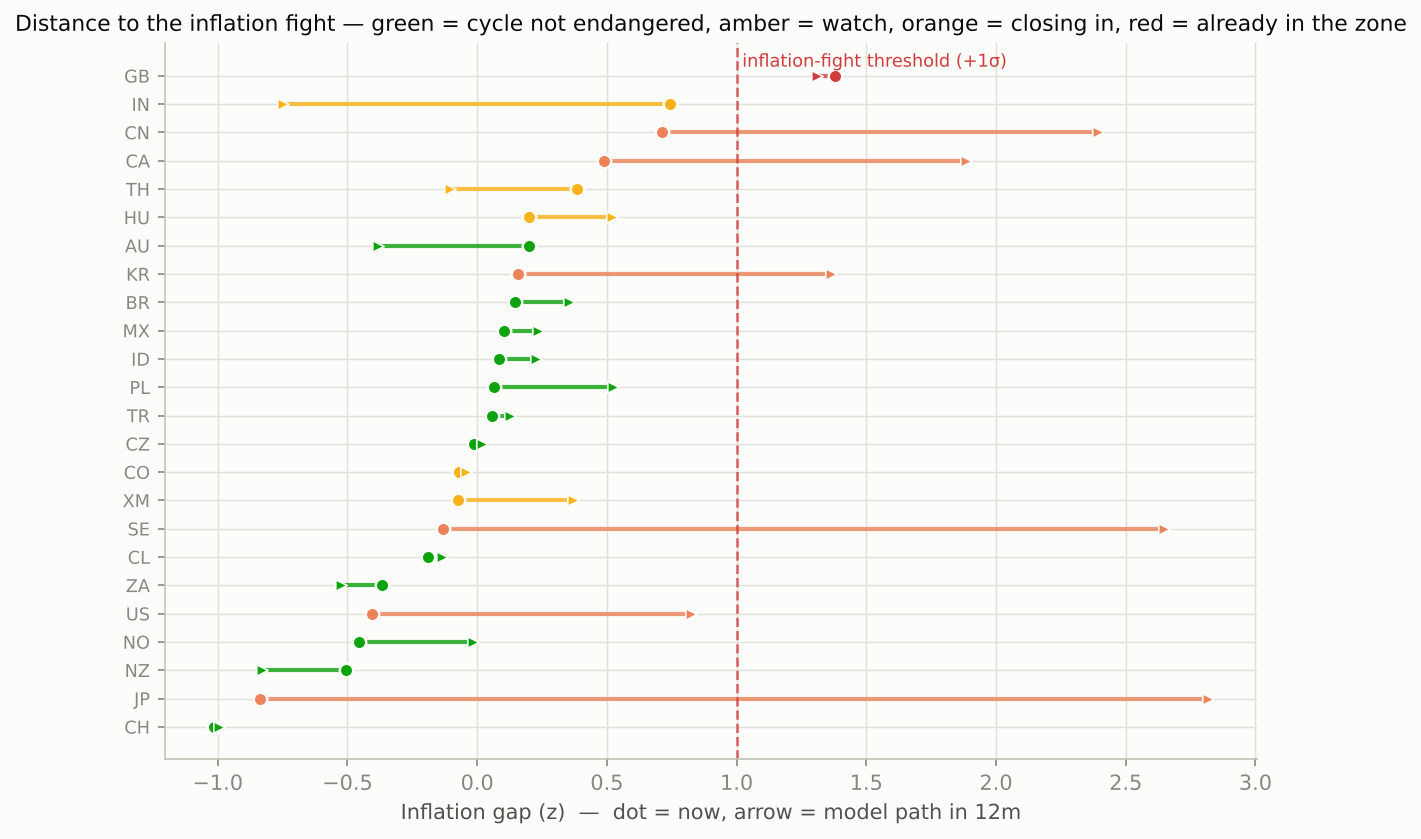 Distance to the inflation fight — green = cycle not endangered, amber = watch, orange = closing in, red = already in the zone
inflation-fight threshold (+1σ)
GB
IN
CN
CA
TH
HU
AU
KR
BR
MX
ID
PL
TR
CZ
CO
XM
SE
CL
ZA
US
NO
NZ
JP
CH
−1.0 −0.5 0.0 0.5 1.0 1.5 2.0 2.5 3.0
Inflation gap (z) — dot = now, arrow = model path in 12m